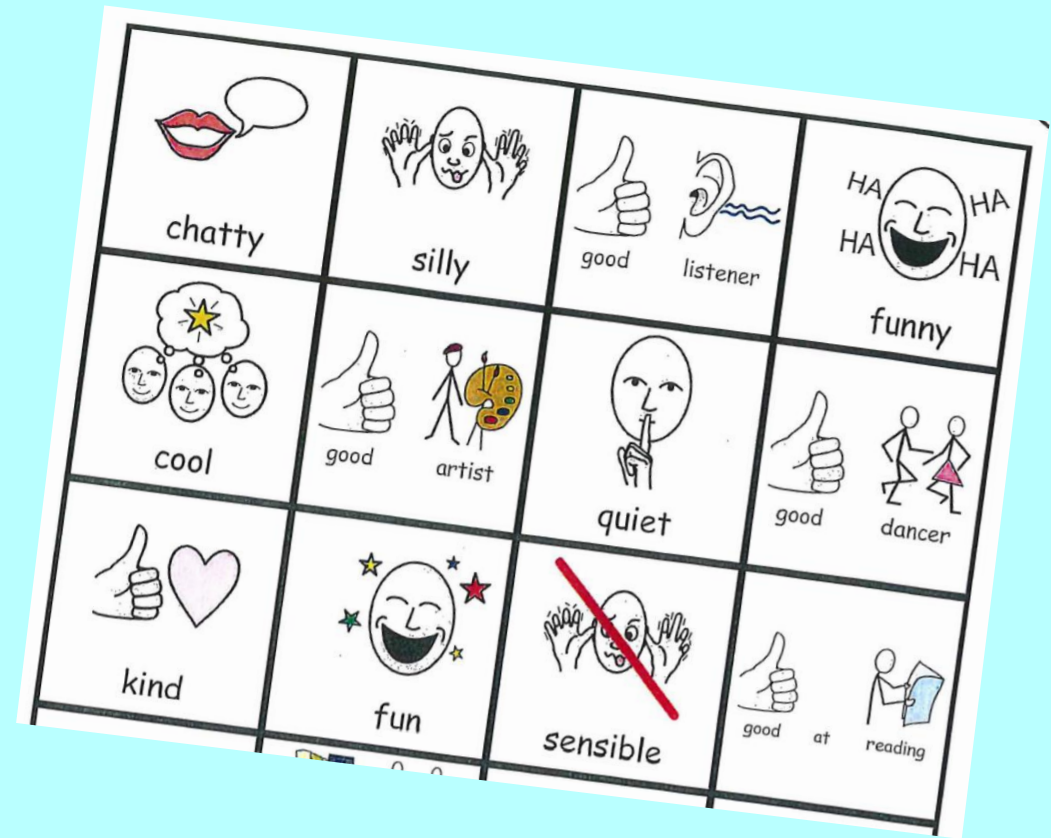 chatty
silly
good listener
HA HA
HA HA
funny
cool
good artist
quiet
good dancer
kind
fun
sensible
good at reading